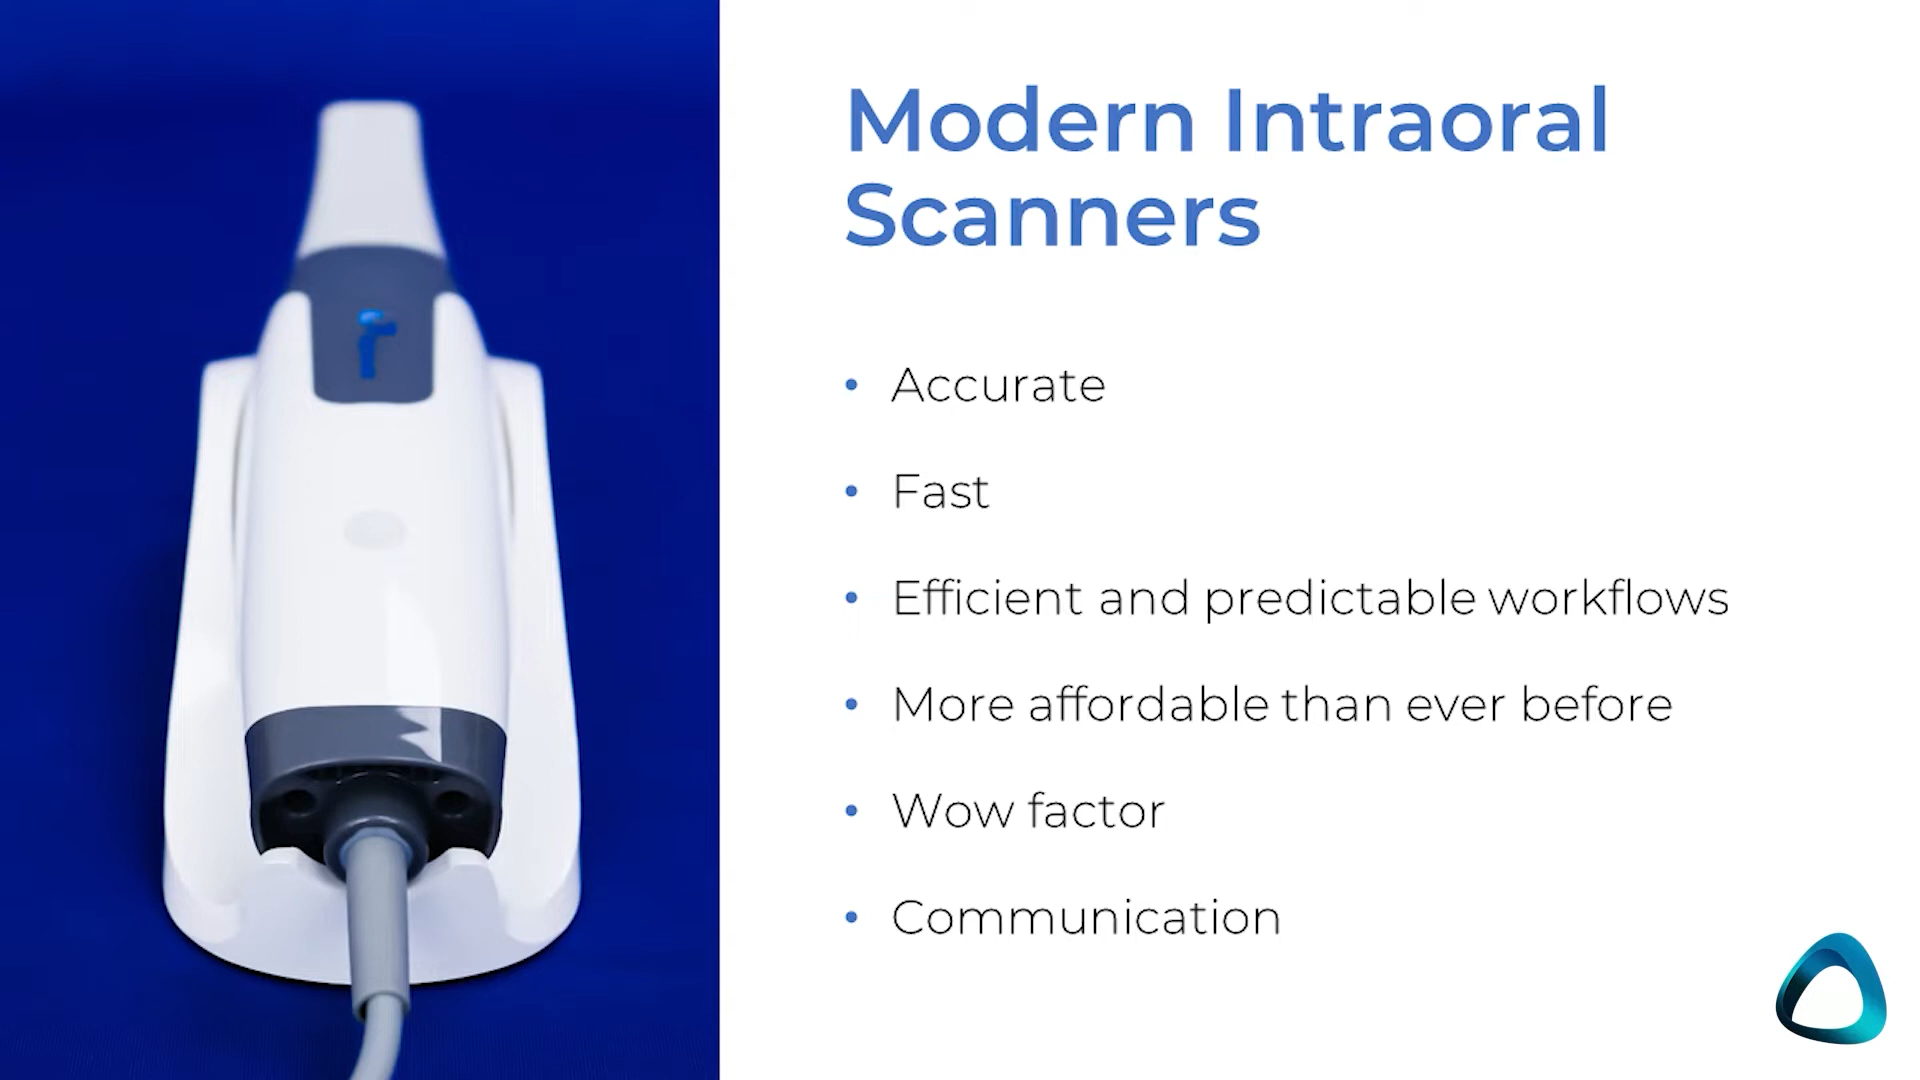 Modern Intraoral
Scanners
• Accurate
• Fast
• Efficient and predictable workflows
• More affordable than ever before
• Wow factor
• Communication